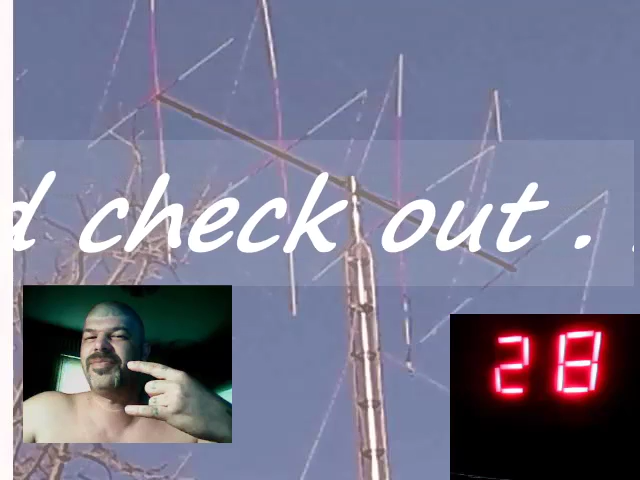 d check out . .
28